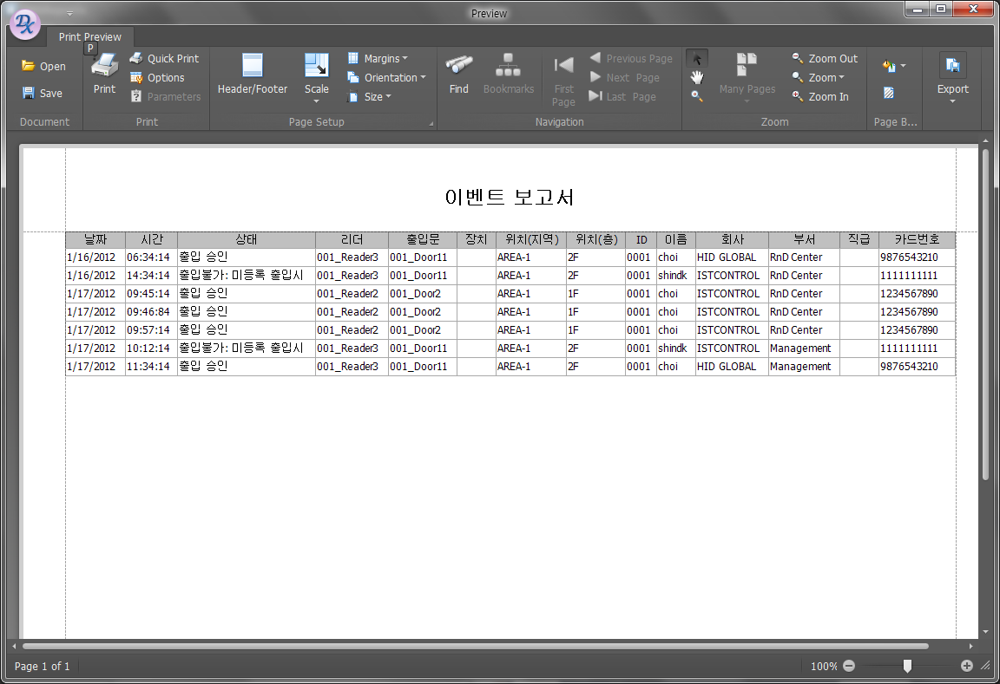 Preview
DX
Print Preview
P
Open
Save
Document
Print
Quick Print
Options
Parameters
Print
Header/Footer
Scale
Margins
Orientation
Size
Page Setup
Find
Bookmarks
First Page
Previous Page
Next Page
Last Page
Navigation
Many Pages
Zoom Out
Zoom
Zoom In
Zoom
Page B...
Export
이벤트 보고서
날짜 시간 상태 리더 출입문 장치 위치(지역) 위치(층) ID 이름 회사 부서 직급 카드번호
1/16/2012 06:34:14 출입 승인 001_Reader3 001_Door11 AREA-1 2F 0001 choi HID GLOBAL RnD Center 9876543210
1/16/2012 14:34:14 출입불가: 미등록 출입시 001_Reader3 001_Door11 AREA-1 2F 0001 shindk ISTCONTROL RnD Center 1111111111
1/17/2012 09:45:14 출입 승인 001_Reader2 001_Door2 AREA-1 1F 0001 choi ISTCONTROL RnD Center 1234567890
1/17/2012 09:46:84 출입 승인 001_Reader2 001_Door2 AREA-1 1F 0001 choi ISTCONTROL RnD Center 1234567890
1/17/2012 09:57:14 출입 승인 001_Reader2 001_Door2 AREA-1 1F 0001 choi ISTCONTROL RnD Center 1234567890
1/17/2012 10:12:14 출입불가: 미등록 출입시 001_Reader3 001_Door11 AREA-1 2F 0001 shindk ISTCONTROL Management 1111111111
1/17/2012 11:34:14 출입 승인 001_Reader3 001_Door11 AREA-1 2F 0001 choi HID GLOBAL Management 9876543210
Page 1 of 1
100%